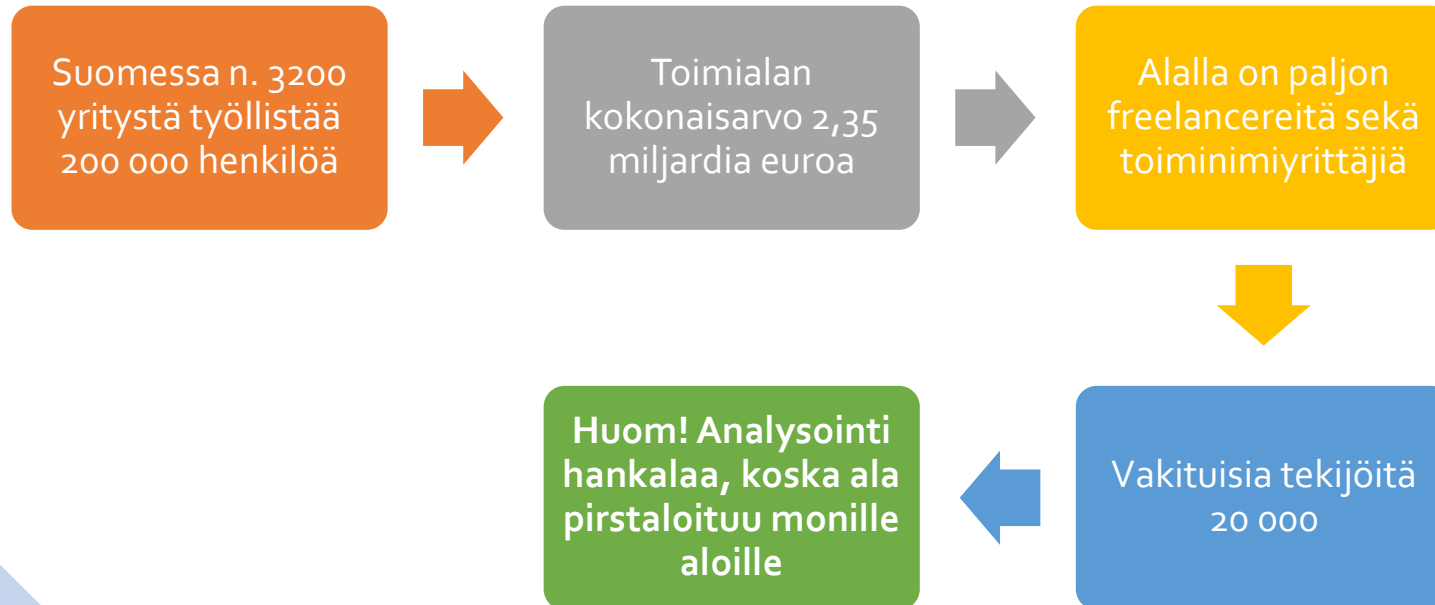 Suomessa n. 3200
yritystä työllistää
200 000 henkilöä
Toimialan
kokonaisarvo 2,35
miljardia euroa
Alalla on paljon
freelancereitä sekä
toiminimiyrittäjiä
Vakituisia tekijöitä
20 000
Huom! Analysointi
hankalaa, koska ala
pirstaloituu monille
aloille